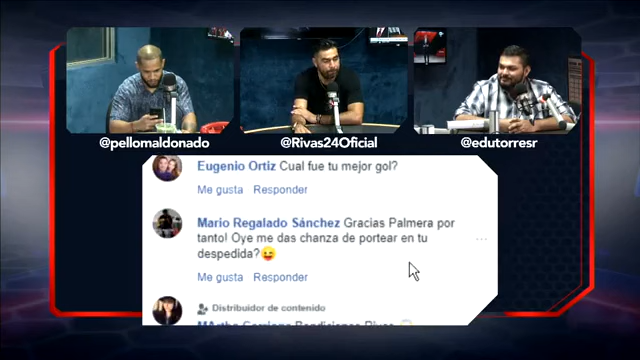 @pellomaldonado @Rivas24Oficial @edutorresr
Eugenio Ortiz Cual fue tu mejor gol?
Me gusta Responder
Mario Regalado Sánchez Gracias Palmera por
tanto! Oye me das chanza de portear en tu
despedida?😜
Me gusta Responder
Distribuidor de contenido